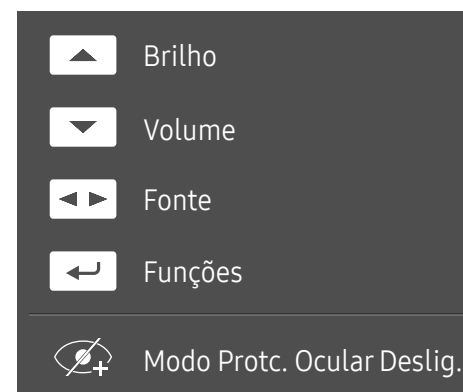 Brilho
Volume
Fonte
Funções
Modo Protc. Ocular Deslig.